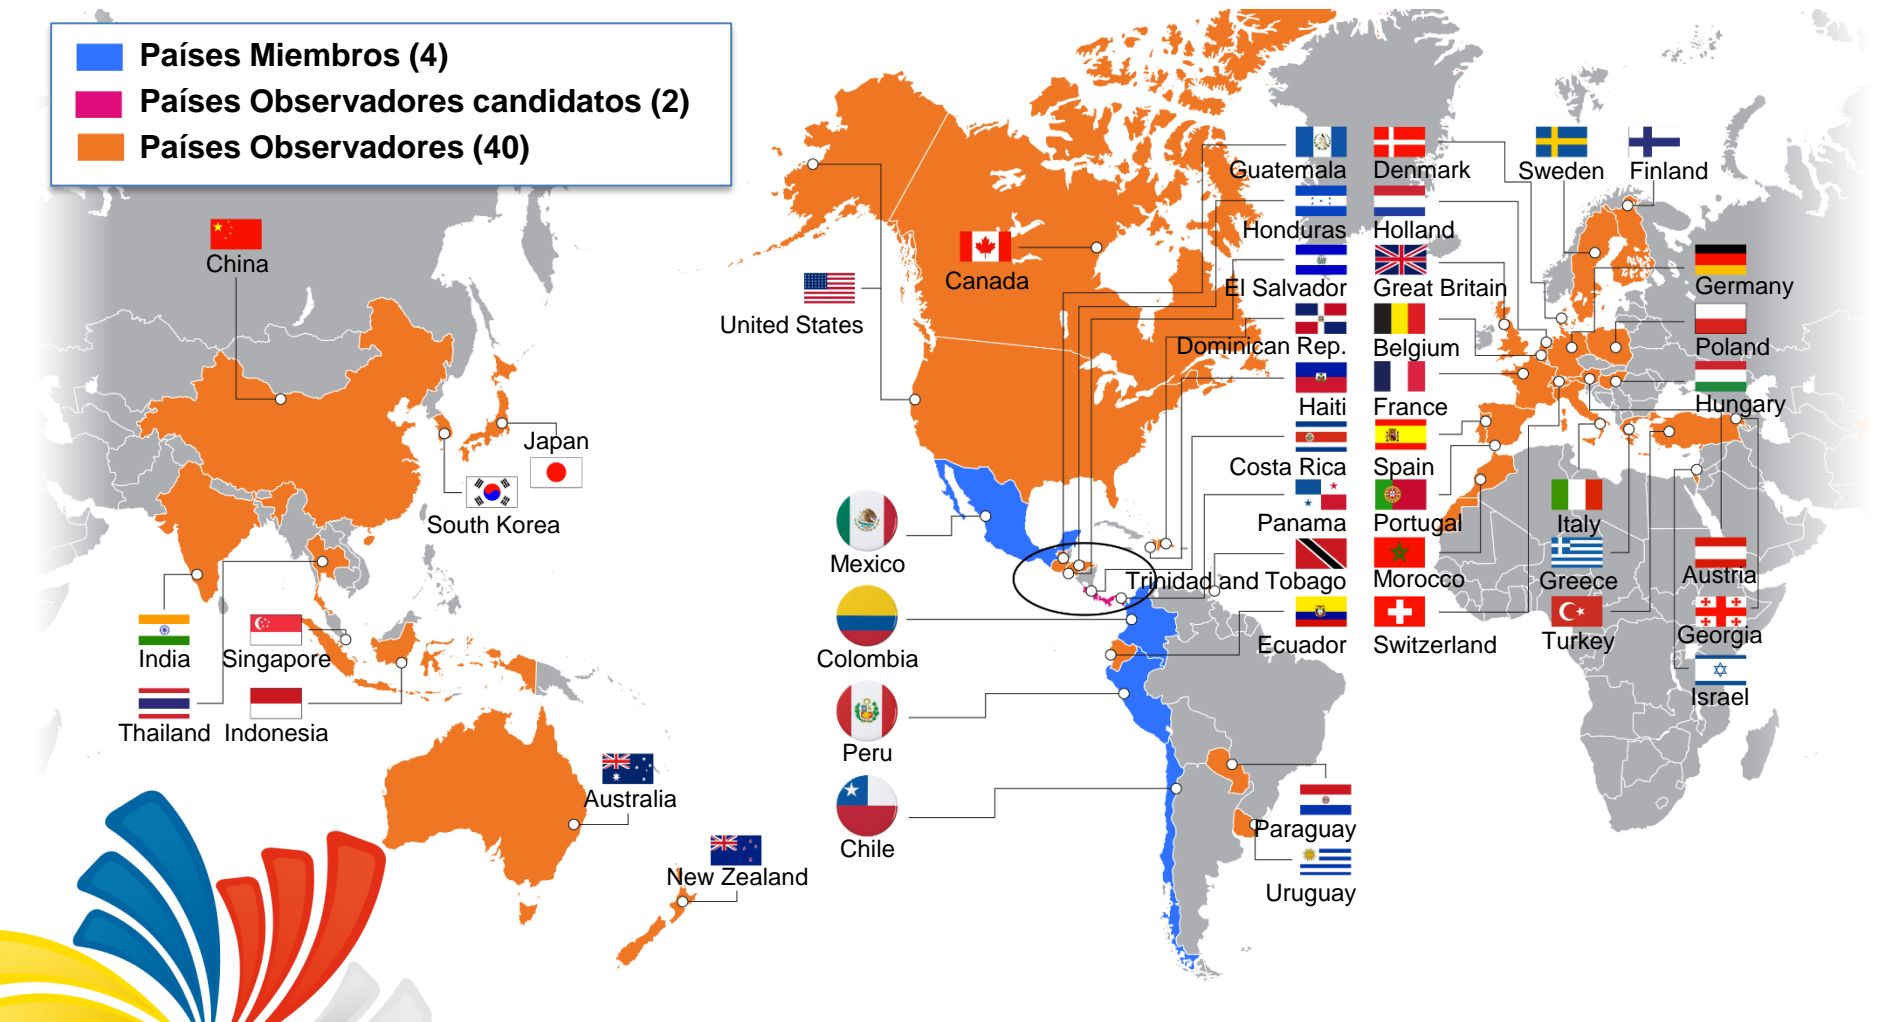 Países Miembros (4)
Países Observadores candidatos (2)
Países Observadores (40)
China
Japan
South Korea
India
Singapore
Thailand
Indonesia
Australia
New Zealand
United States
Canada
Mexico
Colombia
Peru
Chile
Guatemala
Honduras
El Salvador
Dominican Rep.
Haiti
Costa Rica
Panama
Trinidad and Tobago
Ecuador
Paraguay
Uruguay
Denmark
Holland
Great Britain
Belgium
France
Spain
Portugal
Morocco
Switzerland
Sweden
Finland
Italy
Greece
Turkey
Germany
Poland
Hungary
Austria
Georgia
Israel